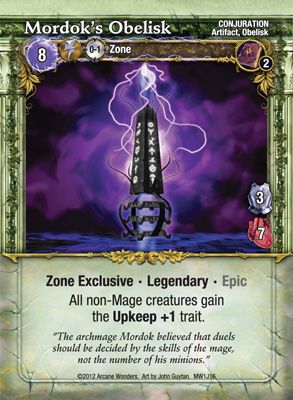 Mordok's Obelisk
CONJURATION
Artifact, Obelisk
8
0-1 Zone
2
3
7
Zone Exclusive · Legendary · Epic
All non-Mage creatures gain
the Upkeep +1 trait.
"The archmage Mordok believed that duels
should be decided by the skills of the mage,
not the number of his minions."
©2012 Arcane Wonders. Art by John Guytan. MW1J16